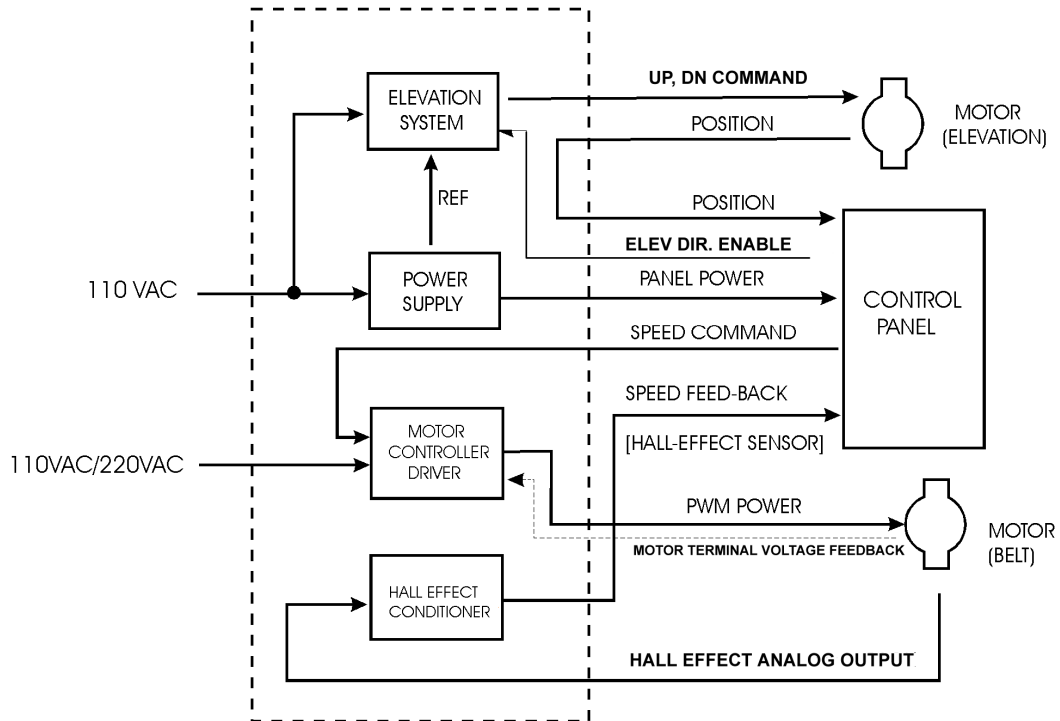 UP, DN COMMAND
ELEVATION
SYSTEM
MOTOR
(ELEVATION)
POSITION
REF
POSITION
ELEV DIR. ENABLE
110 VAC
POWER
SUPPLY
PANEL POWER
CONTROL
PANEL
SPEED COMMAND
SPEED FEED-BACK
[HALL-EFFECT SENSOR]
MOTOR
CONTROLLER
DRIVER
110VAC/220VAC
PWM POWER
MOTOR
(BELT)
MOTOR TERMINAL VOLTAGE FEEDBACK
HALL EFFECT
CONDITIONER
HALL EFFECT ANALOG OUTPUT